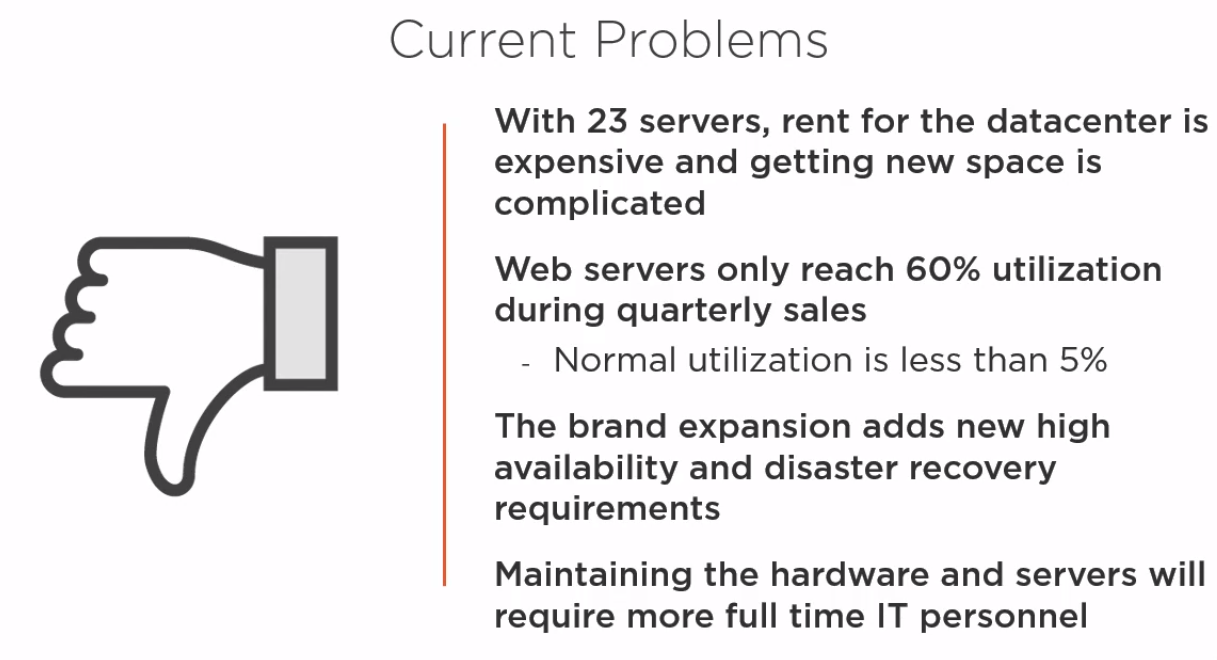 Current Problems
With 23 servers, rent for the datacenter is
expensive and getting new space is
complicated
Web servers only reach 60% utilization
during quarterly sales
- Normal utilization is less than 5%
The brand expansion adds new high
availability and disaster recovery
requirements
Maintaining the hardware and servers will
require more full time IT personnel